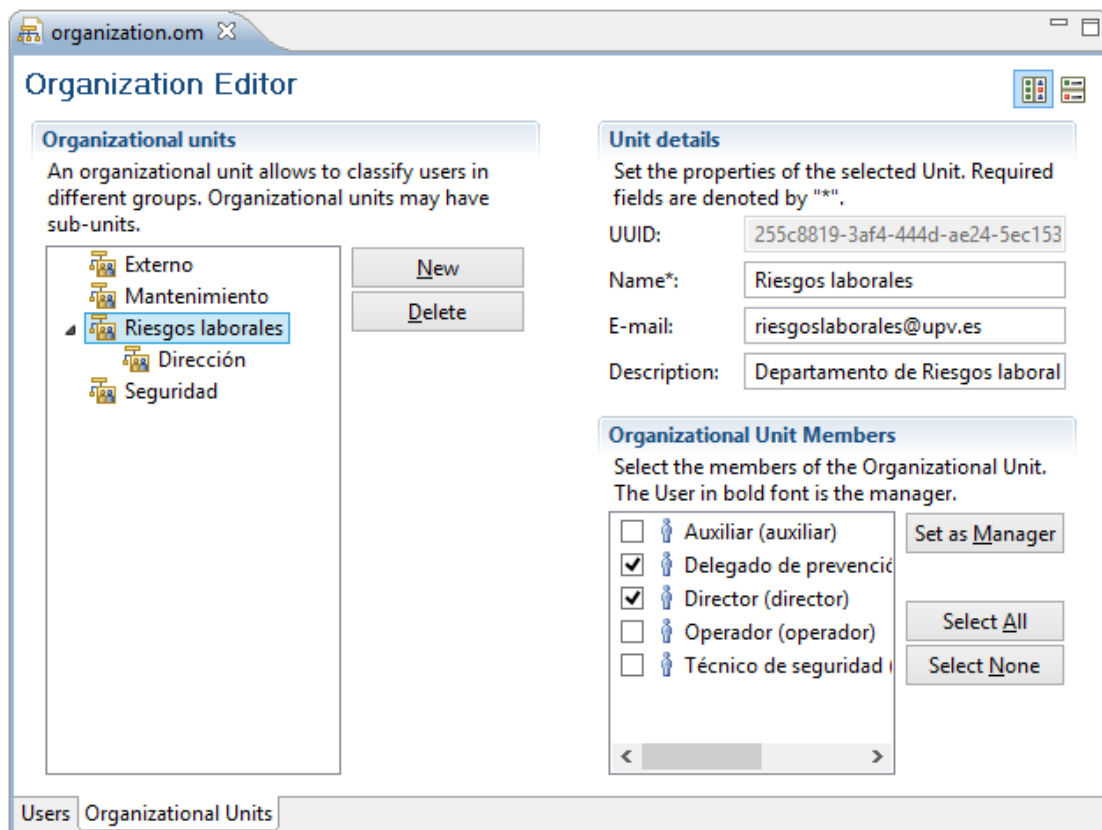 organization.om
Organization Editor
Organizational units
An organizational unit allows to classify users in
different groups. Organizational units may have
sub-units.
Externo
Mantenimiento
Riesgos laborales
Dirección
Seguridad
New
Delete
Unit details
Set the properties of the selected Unit. Required
fields are denoted by "*".
UUID: 255c8819-3af4-444d-ae24-5ec153
Name*: Riesgos laborales
E-mail: riesgoslaborales@upv.es
Description: Departamento de Riesgos laboral
Organizational Unit Members
Select the members of the Organizational Unit.
The User in bold font is the manager.
Auxiliar (auxiliar)
Delegado de prevenció
Director (director)
Operador (operador)
Técnico de seguridad (
Set as Manager
Select All
Select None
Users
Organizational Units